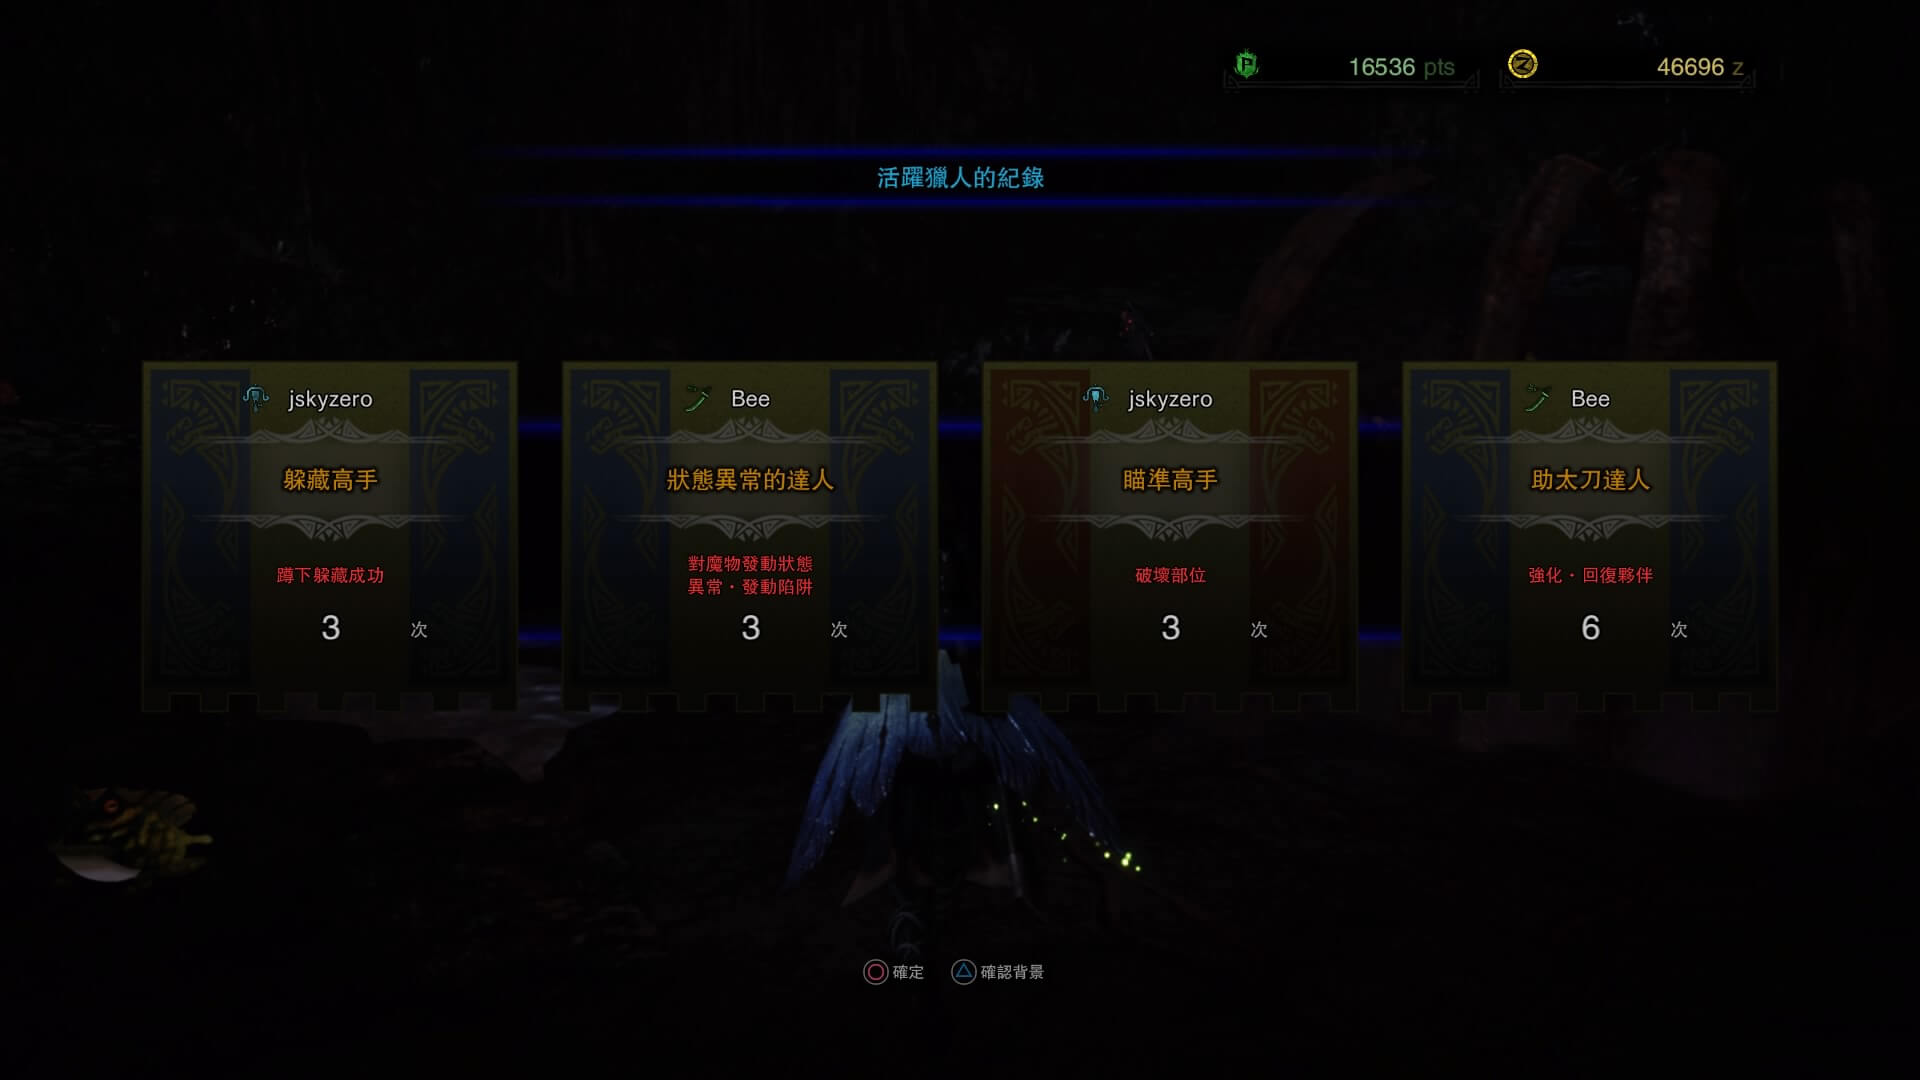 16536 pts
46696 z
活躍獵人的紀錄
jskyzero
躲藏高手
蹲下躲藏成功
3 次
Bee
狀態異常的達人
對魔物發動狀態
異常・發動陷阱
3 次
jskyzero
瞄準高手
破壞部位
3 次
Bee
助太刀達人
強化・回復夥伴
6 次
確定 確認背景